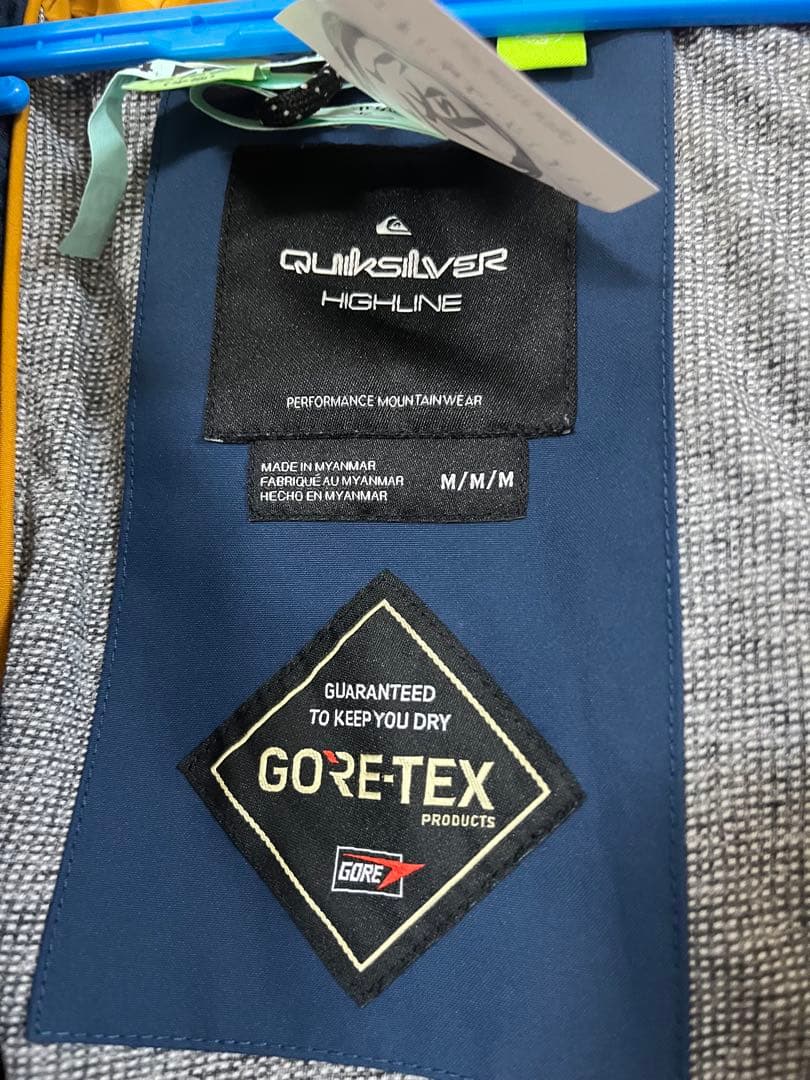 QUIKSILVER
HIGHLINE
PERFORMANCE MOUNTAINWEAR
MADE IN MYANMAR
FABRIQUÉ AU MYANMAR
HECHO EN MYANMAR
M/M/M
GUARANTEED
TO KEEP YOU DRY
GORE-TEX
PRODUCTS
GORE